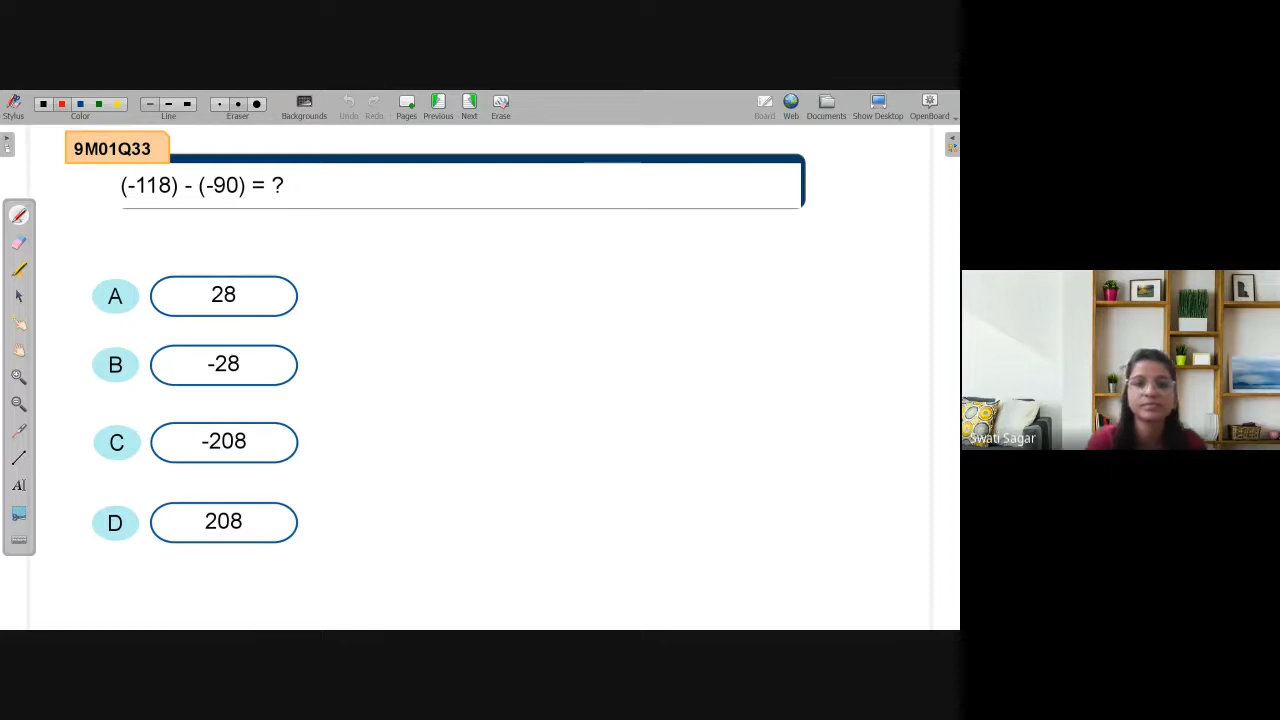 Stylus
Color
Line
Eraser
Backgrounds
Undo
Redo
Pages
Previous
Next
Erase
Board
Web
Documents
Show Desktop
OpenBoard
9M01Q33
(-118) - (-90) = ?
A 28
B -28
C -208
D 208
AI
Swati Sagar